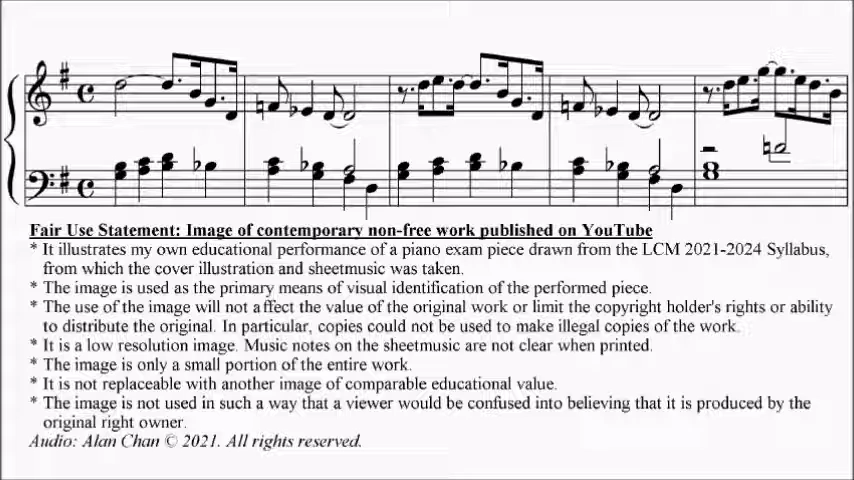 Fair Use Statement: Image of contemporary non-free work published on YouTube
* It illustrates my own educational performance of a piano exam piece drawn from the LCM 2021-2024 Syllabus,
from which the cover illustration and sheetmusic was taken.
* The image is used as the primary means of visual identification of the performed piece.
* The use of the image will not affect the value of the original work or limit the copyright holder's rights or ability
to distribute the original. In particular, copies could not be used to make illegal copies of the work.
* It is a low resolution image. Music notes on the sheetmusic are not clear when printed.
* The image is only a small portion of the entire work.
* It is not replaceable with another image of comparable educational value.
* The image is not used in such a way that a viewer would be confused into believing that it is produced by the
original right owner.
Audio: Alan Chan © 2021. All rights reserved.